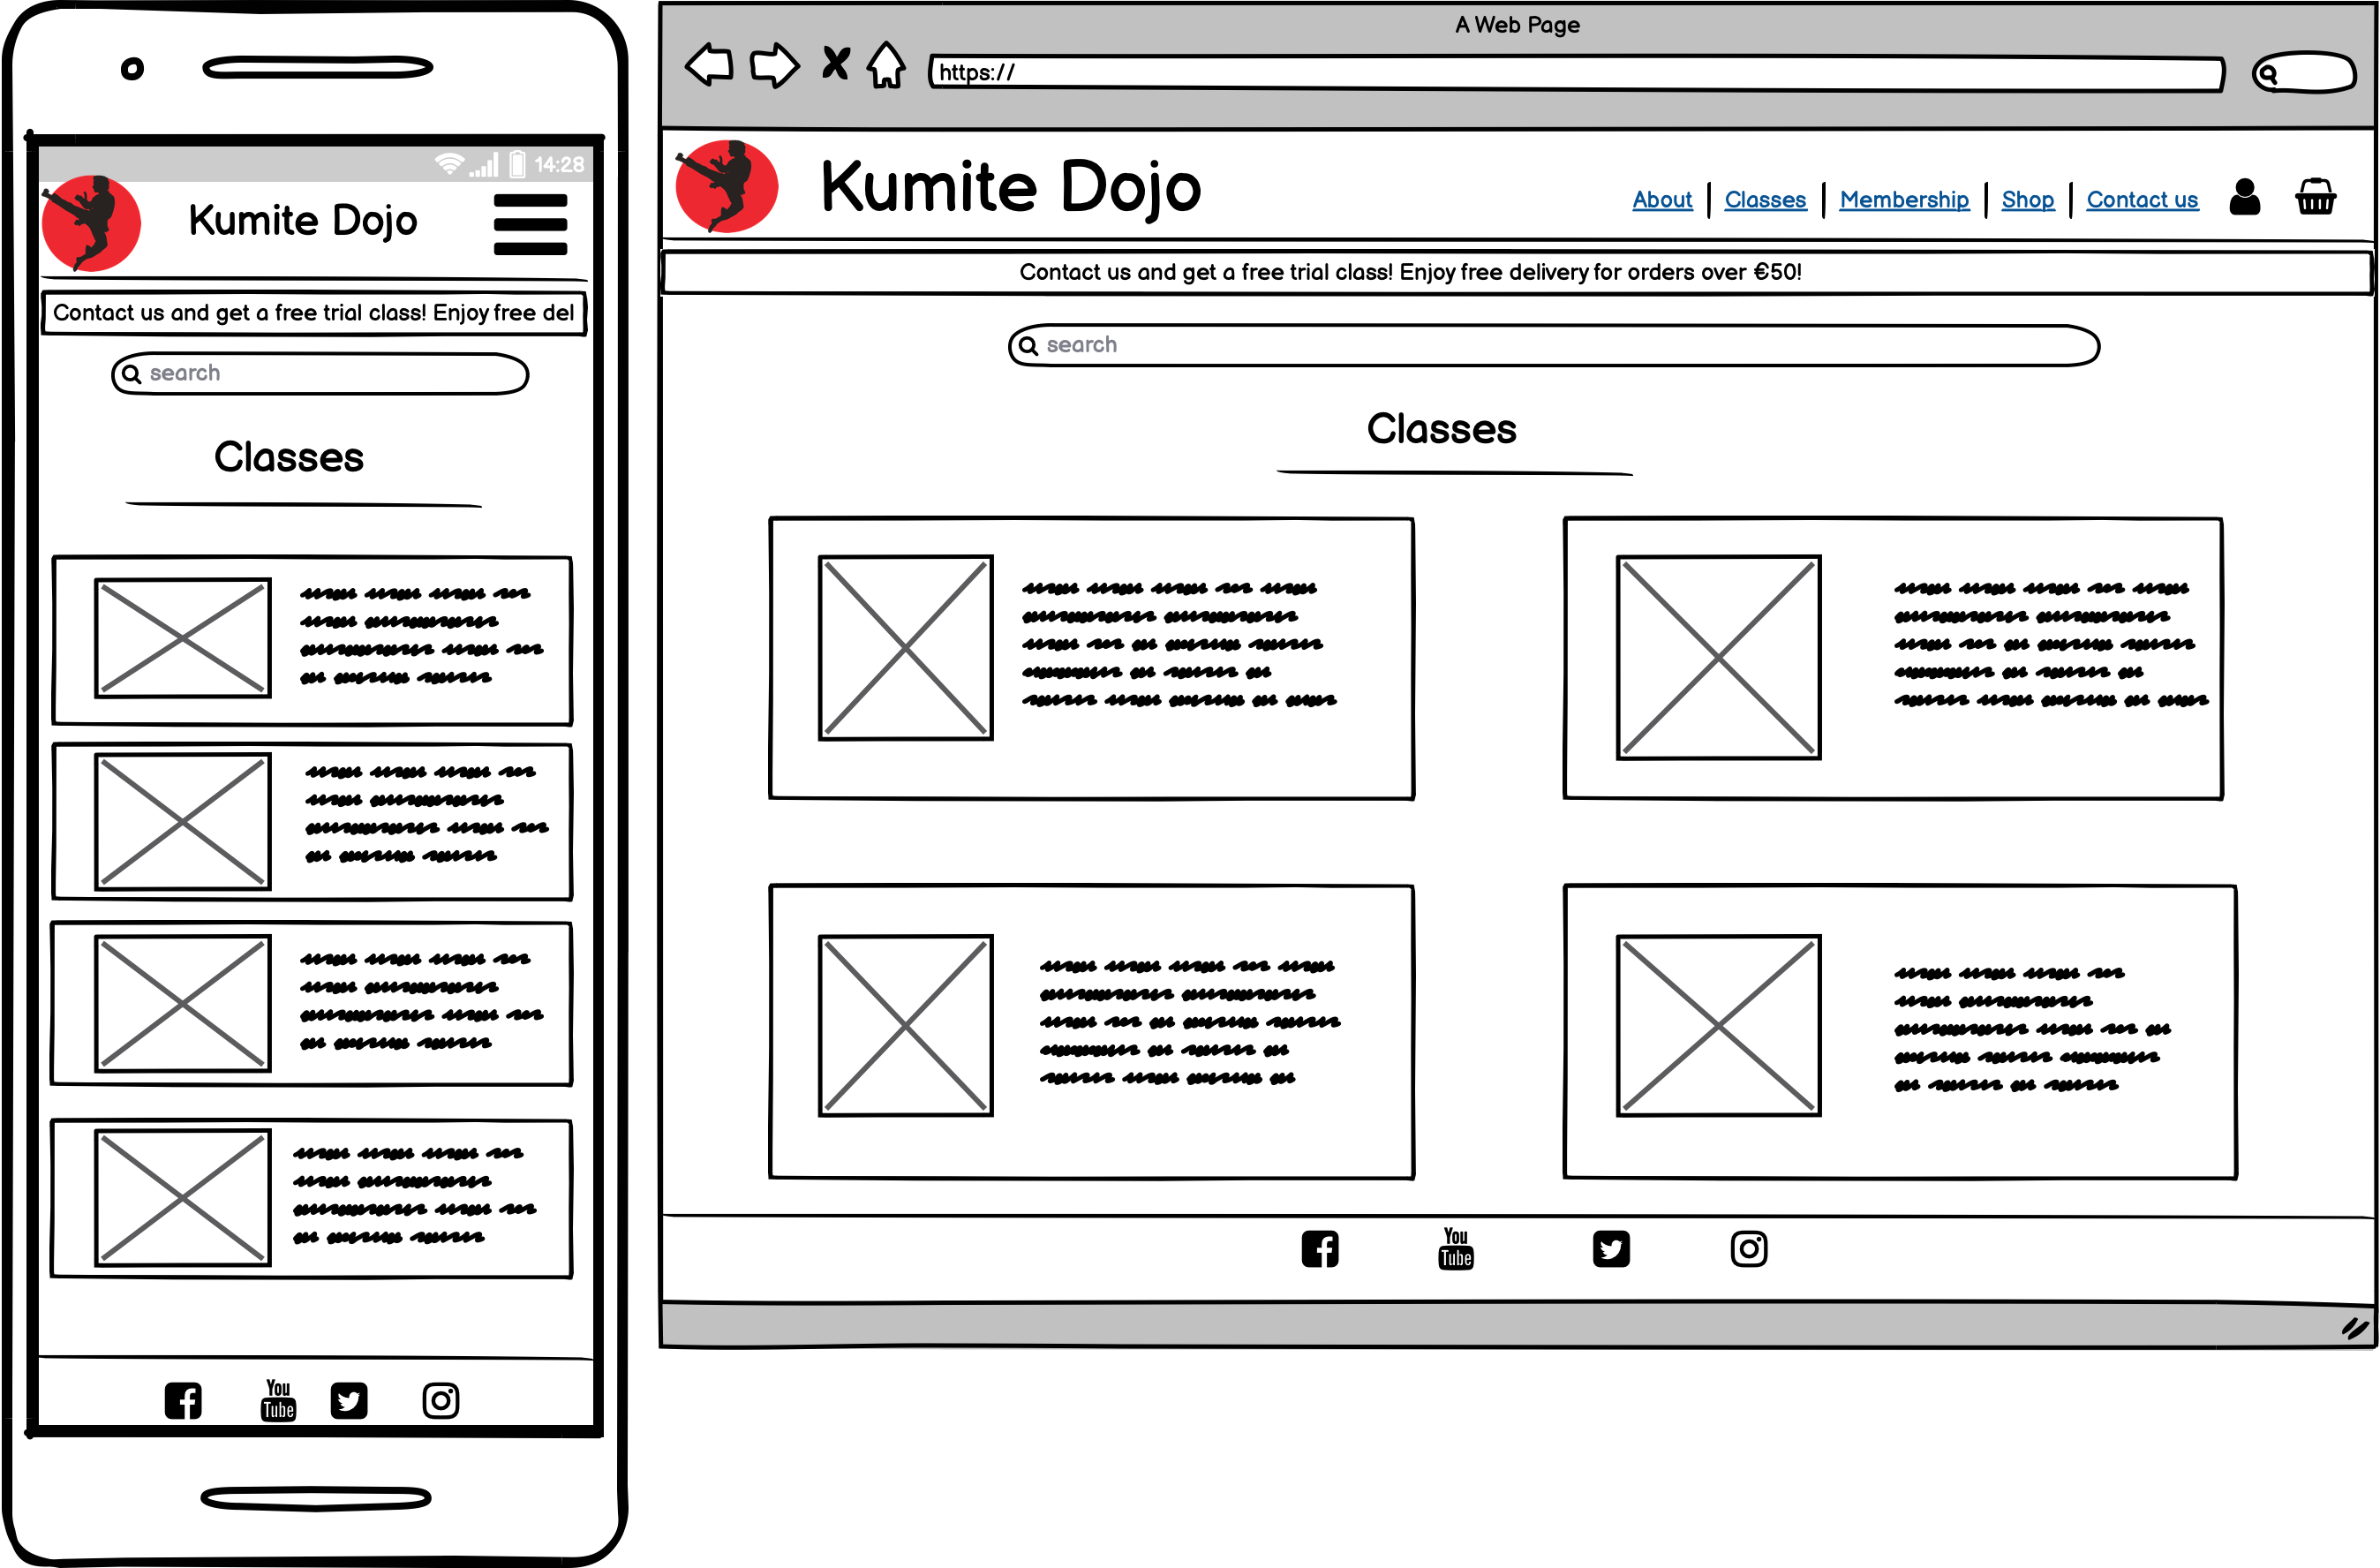 14:28
Kumite Dojo
Contact us and get a free trial class! Enjoy free del
search
Classes
You
Tube
A Web Page
https://
Kumite Dojo
About | Classes | Membership | Shop | Contact us
Contact us and get a free trial class! Enjoy free delivery for orders over €50!
search
Classes
You
Tube